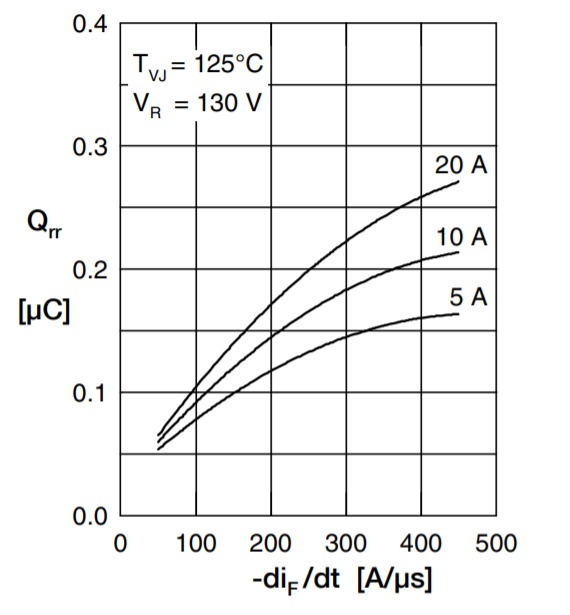 0.4
T_VJ = 125°C
V_R = 130 V
0.3
20 A
Q_rr
10 A
0.2
5 A
[µC]
0.1
0.0
0 100 200 300 400 500
-di_F/dt [A/µs]